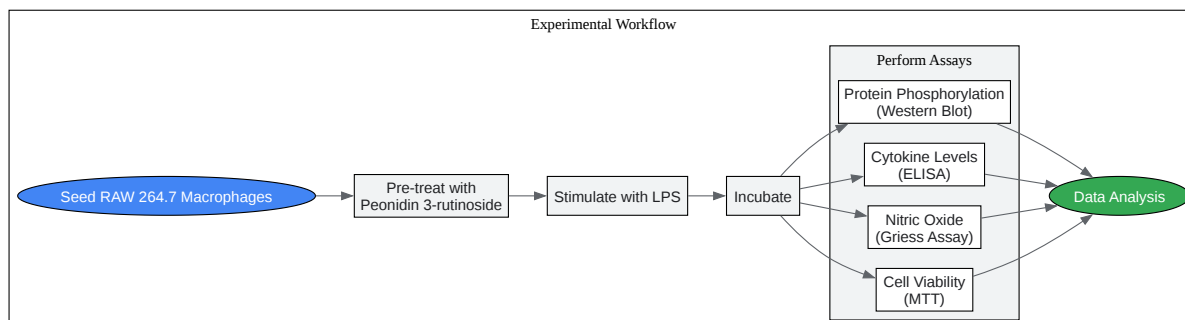 Experimental Workflow
Perform Assays
Protein Phosphorylation
(Western Blot)
Cytokine Levels
(ELISA)
Seed RAW 264.7 Macrophages
Pre-treat with
Peonidin 3-rutinoside
Stimulate with LPS
Incubate
Nitric Oxide
(Griess Assay)
Data Analysis
Cell Viability
(MTT)